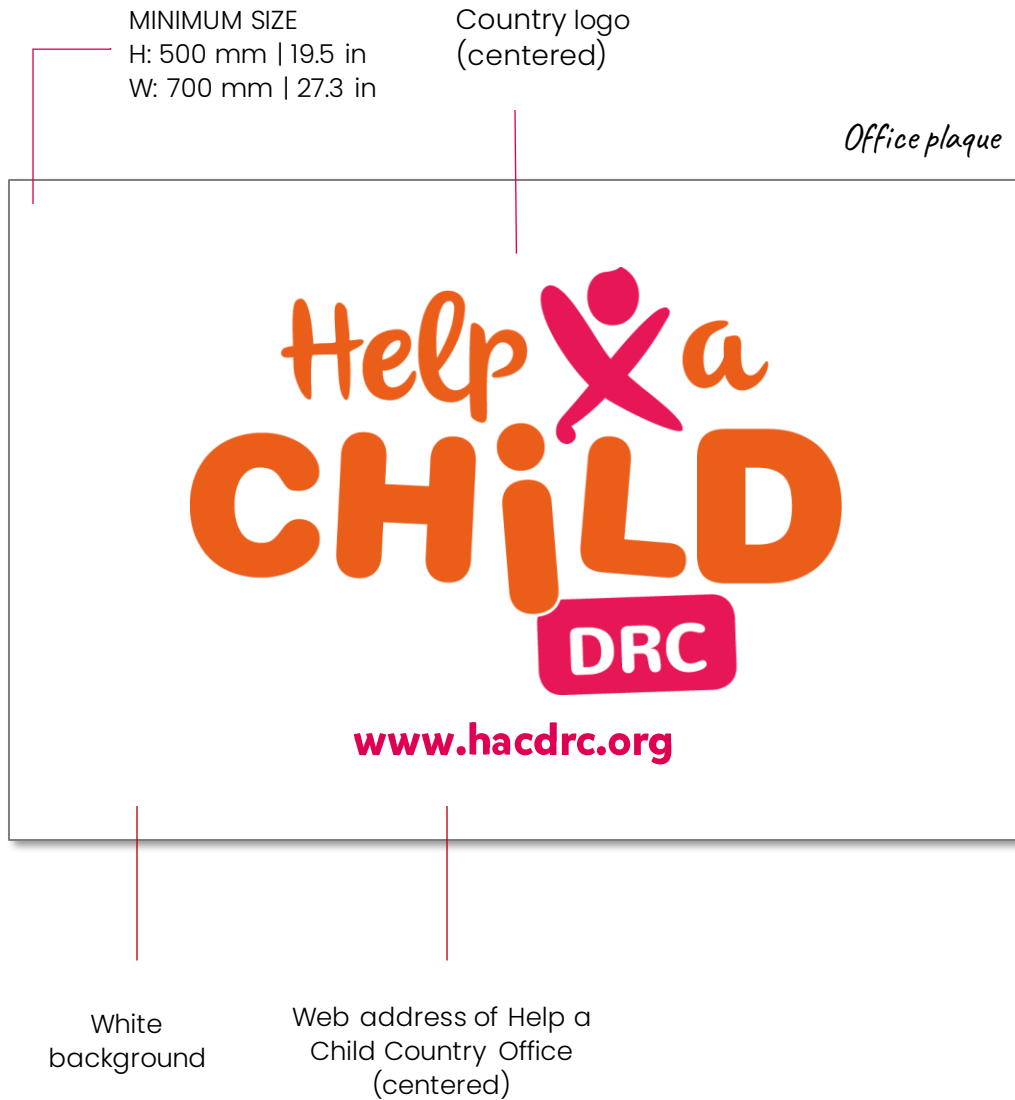 MINIMUM SIZE
H: 500 mm | 19.5 in
W: 700 mm | 27.3 in
Country logo
(centered)
Office plaque
Help a
CHiLD
DRC
www.hacdrc.org
White
background
Web address of Help a
Child Country Office
(centered)